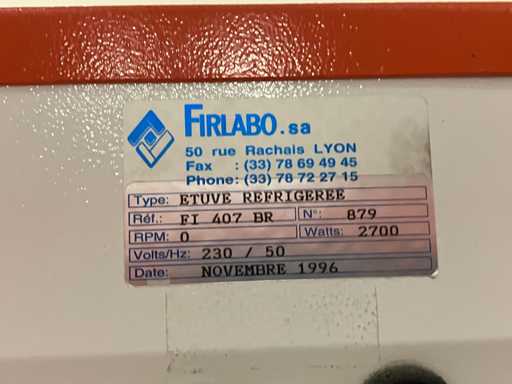 FIRLABO.sa
50 rue Rachais LYON
Fax : (33) 78 69 49 45
Phone: (33) 78 72 27 15
Type: ETUVE REFRIGEREE
Réf.: FI 407 BR N°: 879
RPM: 0 Watts: 2700
Volts/Hz: 230 / 50
Date: NOVEMBRE 1996